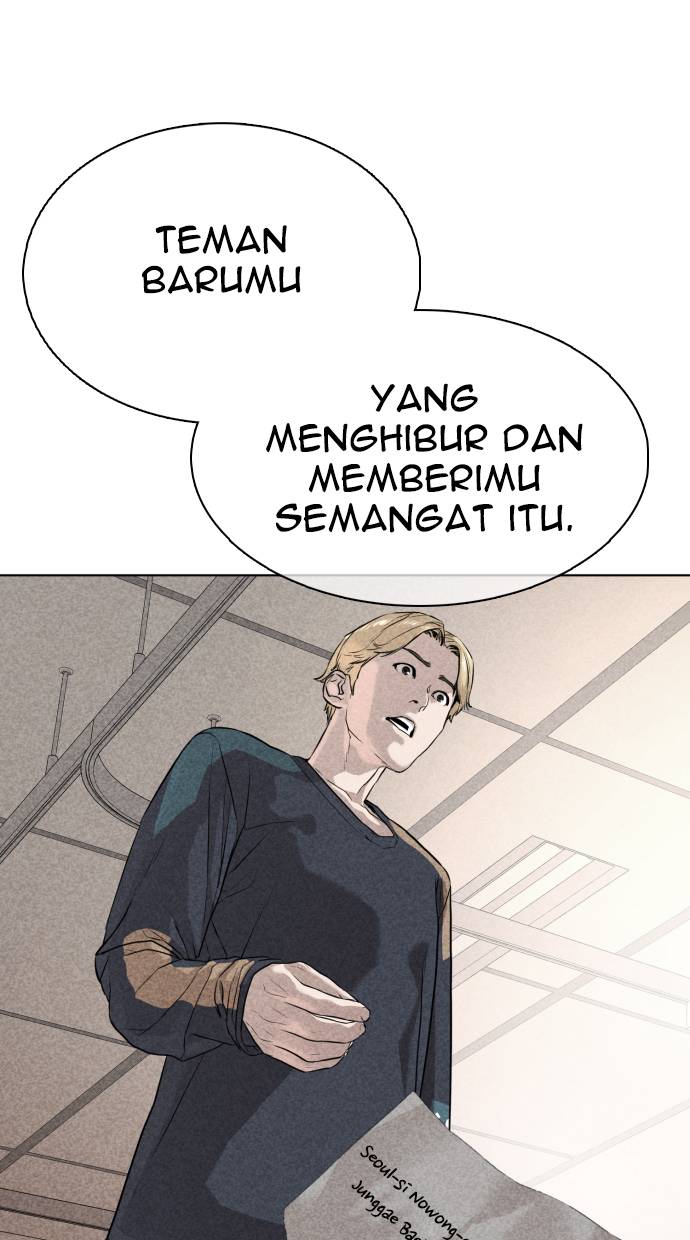 TEMAN
BARUMU
YANG
MENGHIBUR DAN
MEMBERIMU
SEMANGAT ITU.
Seoul-si Nowong-
Junggae